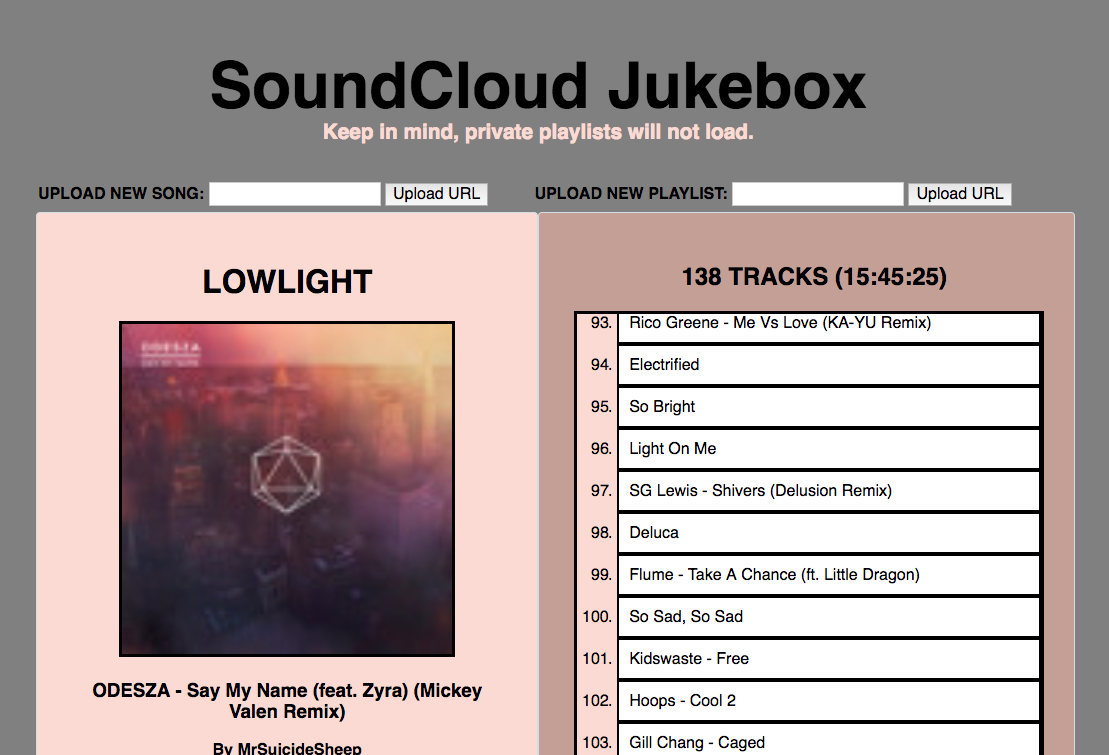 SoundCloud Jukebox
Keep in mind, private playlists will not load.
UPLOAD NEW SONG: Upload URL
UPLOAD NEW PLAYLIST: Upload URL
LOWLIGHT
ODESZA
ODESZA - Say My Name (feat. Zyra) (Mickey
Valen Remix)
By MrSuicideSheep
138 TRACKS (15:45:25)
93. Rico Greene - Me Vs Love (KA-YU Remix)
94. Electrified
95. So Bright
96. Light On Me
97. SG Lewis - Shivers (Delusion Remix)
98. Deluca
99. Flume - Take A Chance (ft. Little Dragon)
100. So Sad, So Sad
101. Kidswaste - Free
102. Hoops - Cool 2
103. Gill Chang - Caged